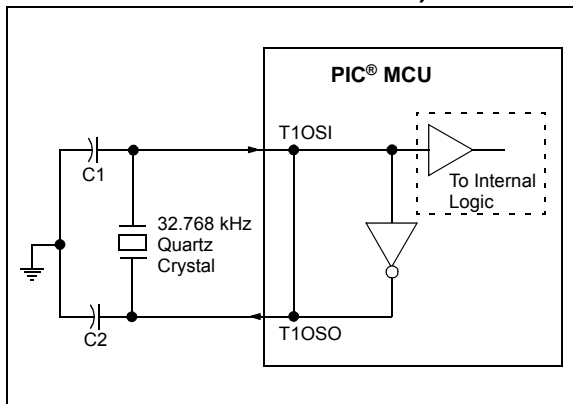 PIC® MCU
T1OSI
C1
To Internal
Logic
32.768 kHz
Quartz
Crystal
C2
T1OSO